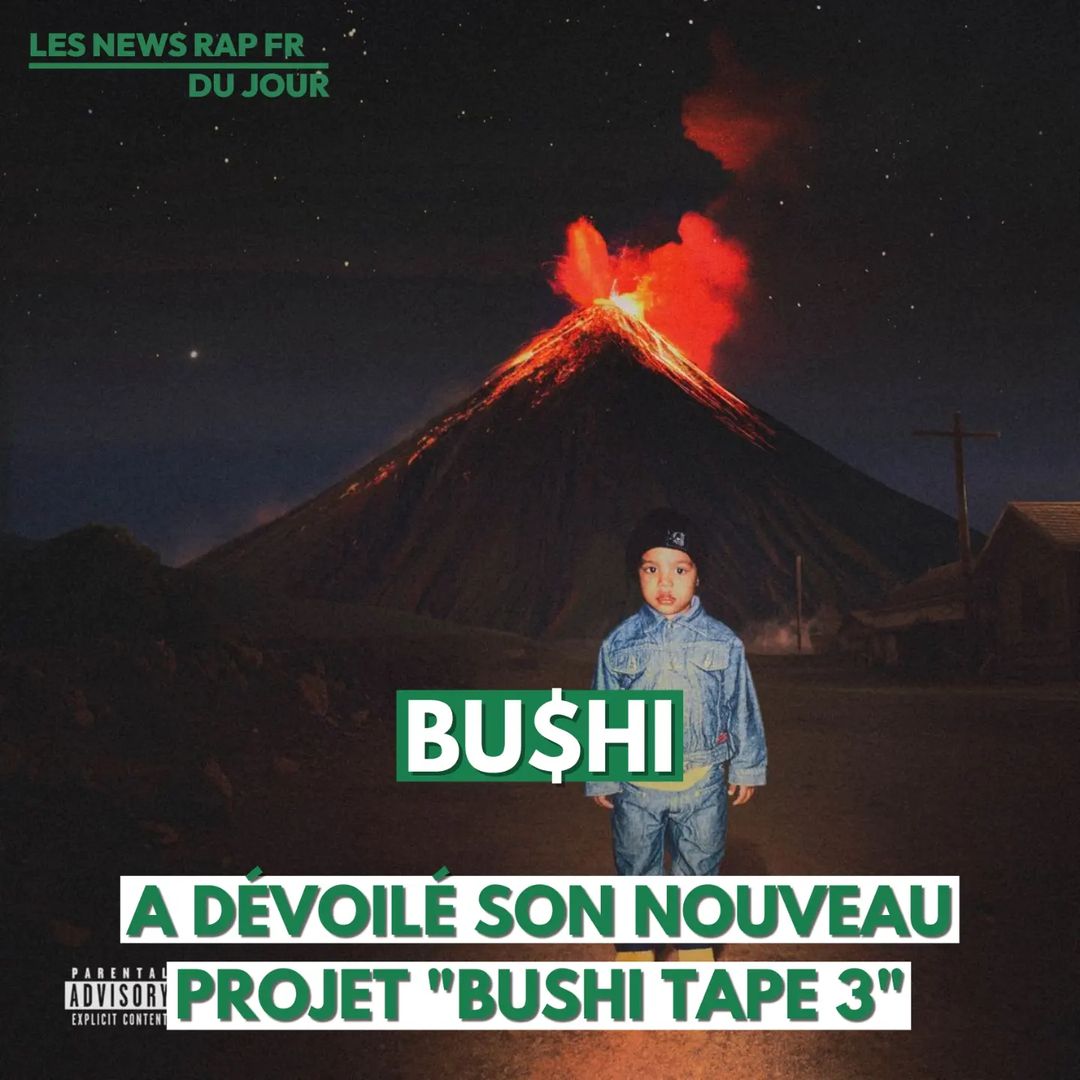 LES NEWS RAP FR
DU JOUR
BU$HI
A DÉVOILÉ SON NOUVEAU
PROJET "BUSHI TAPE 3"
PARENTAL
ADVISORY
EXPLICIT CONTENT